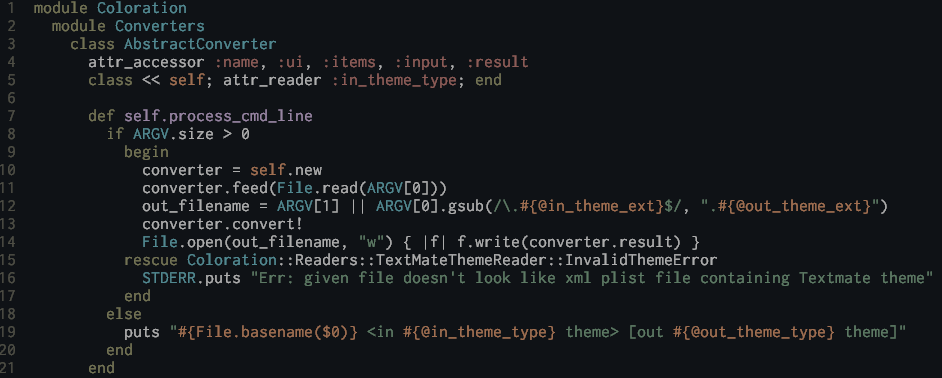 1 module Coloration
2   module Converters
3     class AbstractConverter
4       attr_accessor :name, :ui, :items, :input, :result
5       class << self; attr_reader :in_theme_type; end
6
7       def self.process_cmd_line
8         if ARGV.size > 0
9           begin
10             converter = self.new
11             converter.feed(File.read(ARGV[0]))
12             out_filename = ARGV[1] || ARGV[0].gsub(/\.#{@in_theme_ext}$/, ".#{@out_theme_ext}")
13             converter.convert!
14             File.open(out_filename, "w") { |f| f.write(converter.result) }
15           rescue Coloration::Readers::TextMateThemeReader::InvalidThemeError
16             STDERR.puts "Err: given file doesn't look like xml plist file containing Textmate theme"
17           end
18         else
19           puts "#{File.basename($0)} <in #{@in_theme_type} theme> [out #{@out_theme_type} theme]"
20         end
21       end